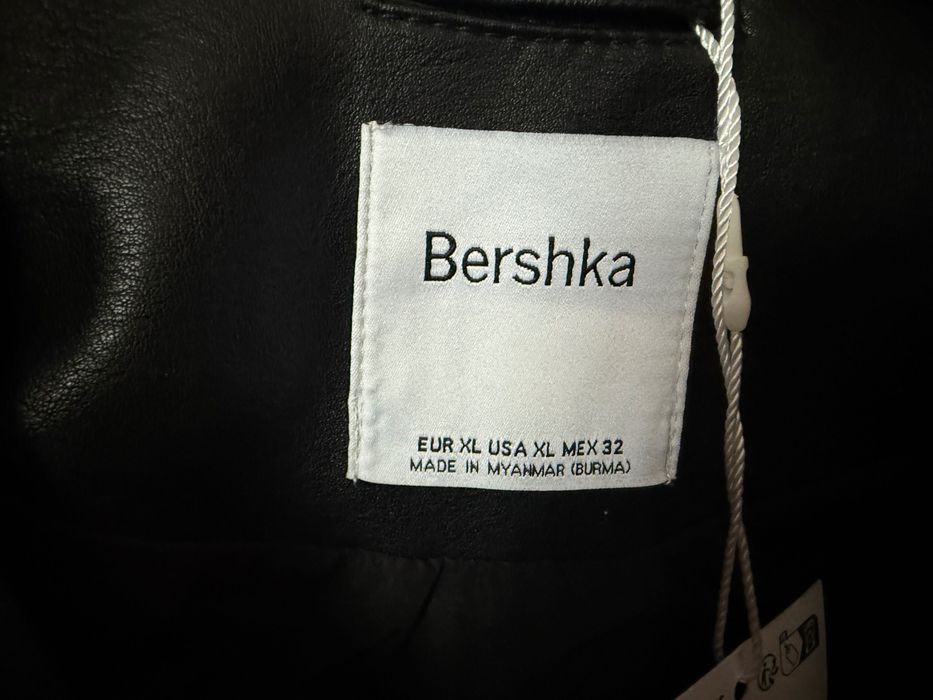 Bershka
EUR XL USA XL MEX 32
MADE IN MYANMAR (BURMA)